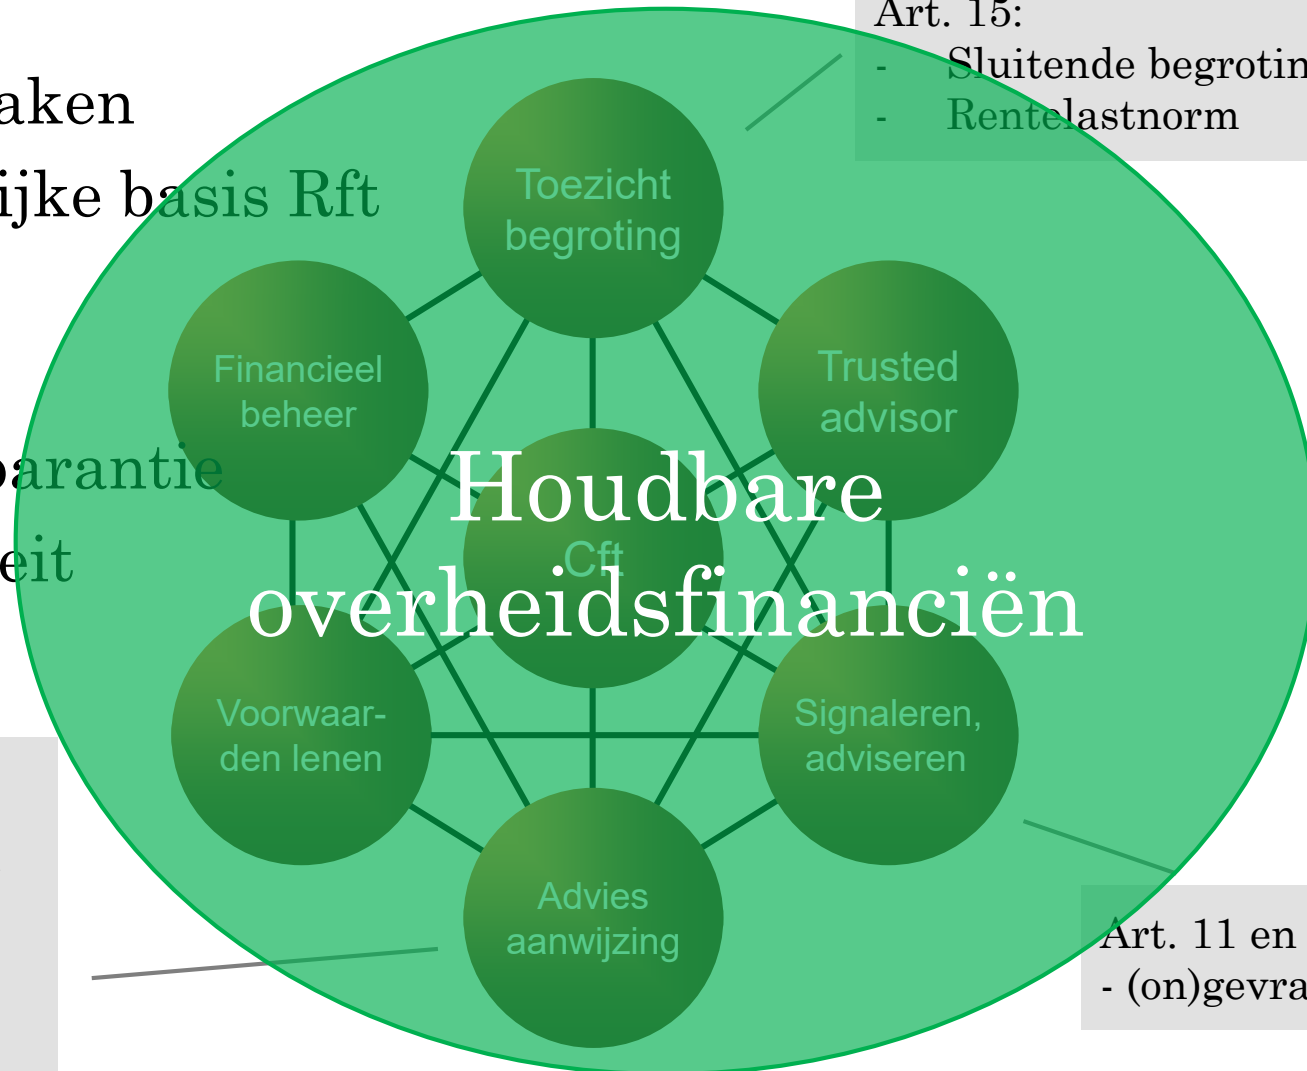 Art. 15:
- Sluitende begrotin
- Rentelastnorm
aken
ijke basis Rft
Toezicht
begroting
Financieel
beheer
Trusted
advisor
parantie
eit
Houdbare
Cft
overheidsfinanciën
Voorwaar-
den lenen
Signaleren,
adviseren
Advies
aanwijzing
Art. 11 en
- (on)gevra